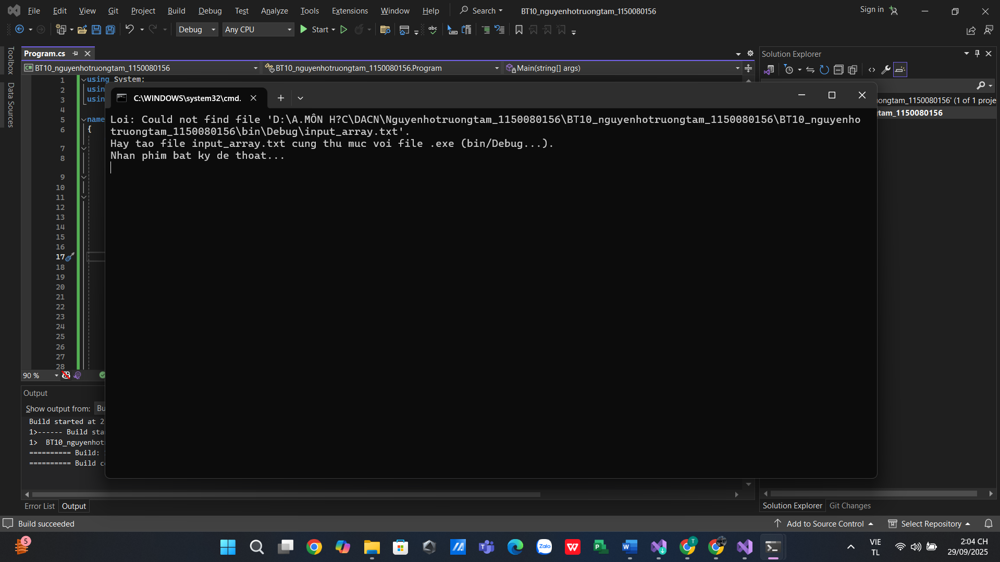 File Edit View Git Project Build Debug Test Analyze Tools Extensions Window Help Search BT10_nguyenhotruongtam_1150080156 Sign in
Debug Any CPU Start
Toolbox
Data Sources
Program.cs
BT10_nguyenhotruongtam_1150080156 BT10_nguyenhotruongtam_1150080156.Program Main(string[] args)
1 using System;
2 usin
3 usin
4
5 name
6 {
7
8
9
10
11
12
13
14
15
16
17
18
19
20
21
22
23
24
25
26
27
28
C:\WINDOWS\system32\cmd.
Loi: Could not find file 'D:\A.MÔN H?C\DACN\Nguyenhotruongtam_1150080156\BT10_nguyenhotruongtam_1150080156\BT10_nguyenho
truongtam_1150080156\bin\Debug\input_array.txt'.
Hay tao file input_array.txt cung thu muc voi file .exe (bin/Debug...).
Nhan phim bat ky de thoat...
90 %
Output
Show output from: Bu
Build started at 2
1>------ Build sta
1> BT10_nguyenhot
========== Build:
========== Build c
Error List Output
Solution Explorer
ongtam_1150080156' (1 of 1 proje
tam_1150080156
Solution Explorer Git Changes
Build succeeded Add to Source Control Select Repository
5
Zalo
W
P
W
T
VIE
TL
2:04 CH
29/09/2025